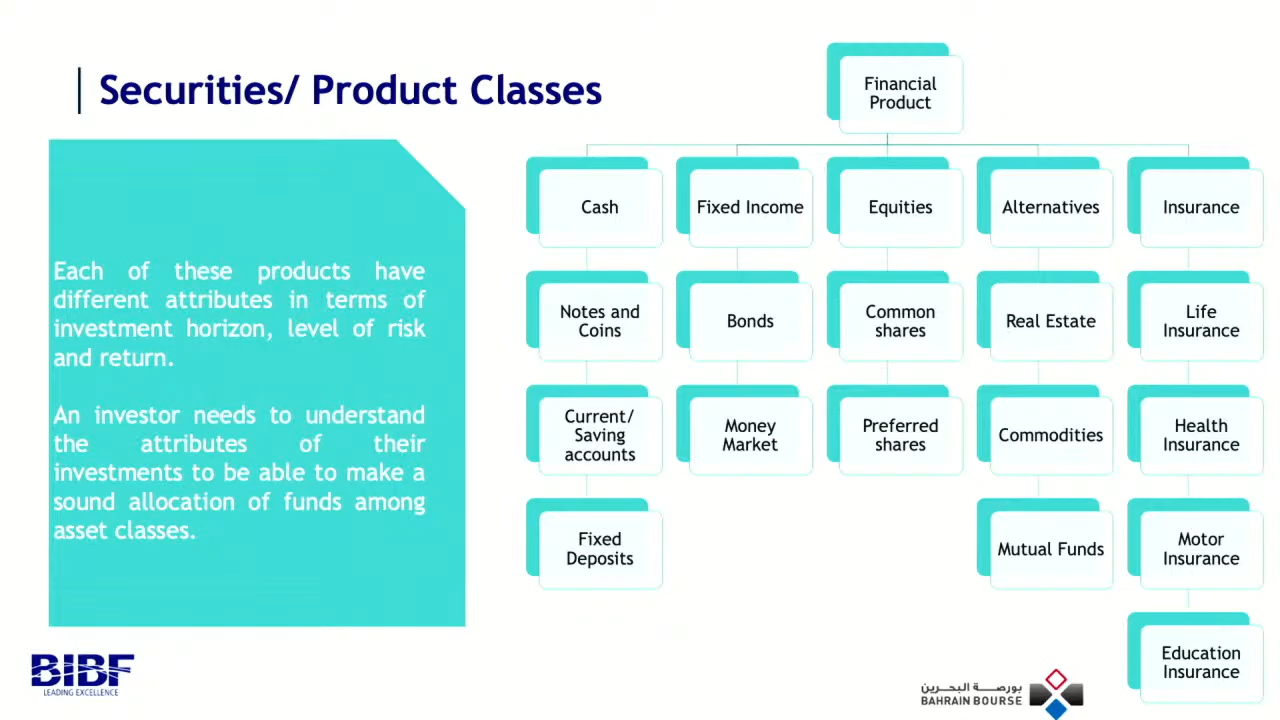 Securities/ Product Classes
Each of these products have
different attributes in terms of
investment horizon, level of risk
and return.
An investor needs to understand
the attributes of their
investments to be able to make a
sound allocation of funds among
asset classes.
Financial
Product
Cash
Notes and
Coins
Current/
Saving
accounts
Fixed
Deposits
Fixed Income
Bonds
Money
Market
Equities
Common
shares
Preferred
shares
Alternatives
Real Estate
Commodities
Mutual Funds
Insurance
Life
Insurance
Health
Insurance
Motor
Insurance
Education
Insurance
BIBF
LEADING EXCELLENCE
بورصة البحرين
BAHRAIN BOURSE